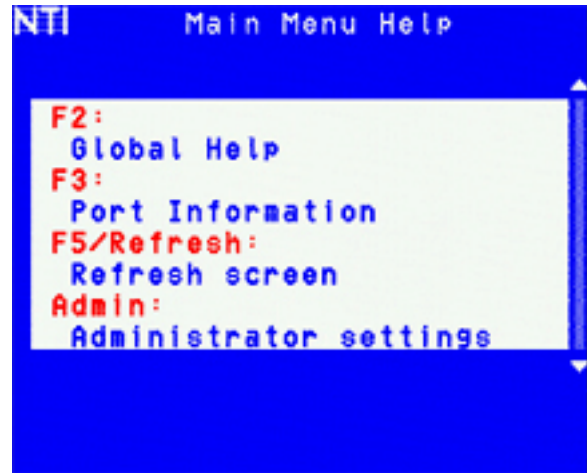 NTI Main Menu Help
F2:
Global Help
F3:
Port Information
F5/Refresh:
Refresh screen
Admin:
Administrator settings